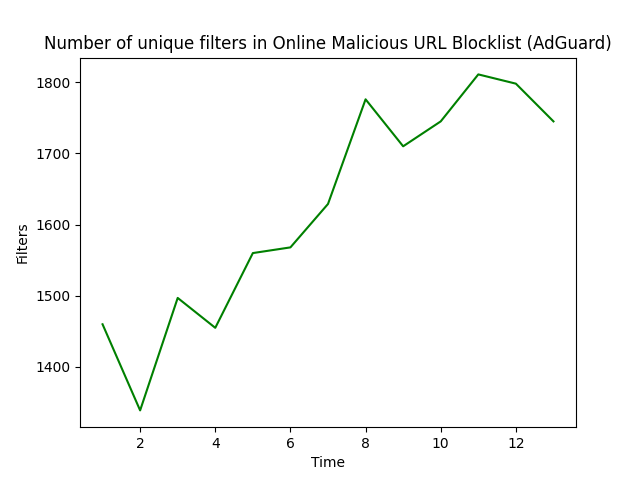 Number of unique filters in Online Malicious URL Blocklist (AdGuard)
1800
1700
1600
1500
1400
Filters
2 4 6 8 10 12
Time